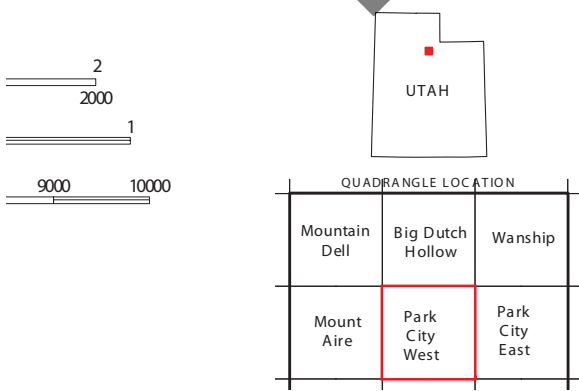 2
2000
1
9000 10000
UTAH
QUADRANGLE LOCATION
Mountain
Dell
Big Dutch
Hollow
Wanship
Mount
Aire
Park
City
West
Park
City
East